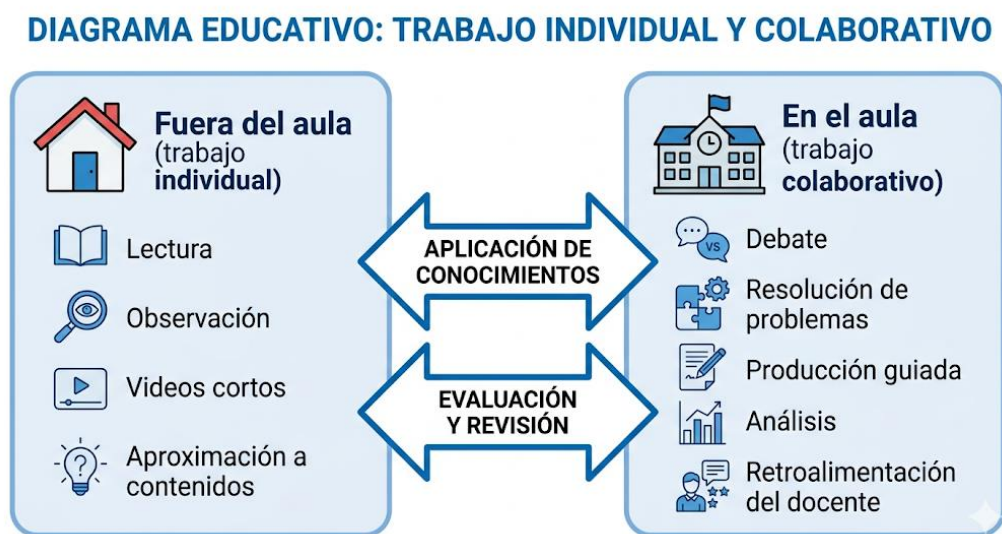 DIAGRAMA EDUCATIVO: TRABAJO INDIVIDUAL Y COLABORATIVO
Fuera del aula
(trabajo
individual)
Lectura
Observación
Videos cortos
Aproximación a
contenidos
APLICACIÓN DE
CONOCIMIENTOS
EVALUACIÓN
Y REVISIÓN
En el aula
(trabajo
colaborativo)
VS
Debate
Resolución de
problemas
Producción guiada
Análisis
Retroalimentación
del docente